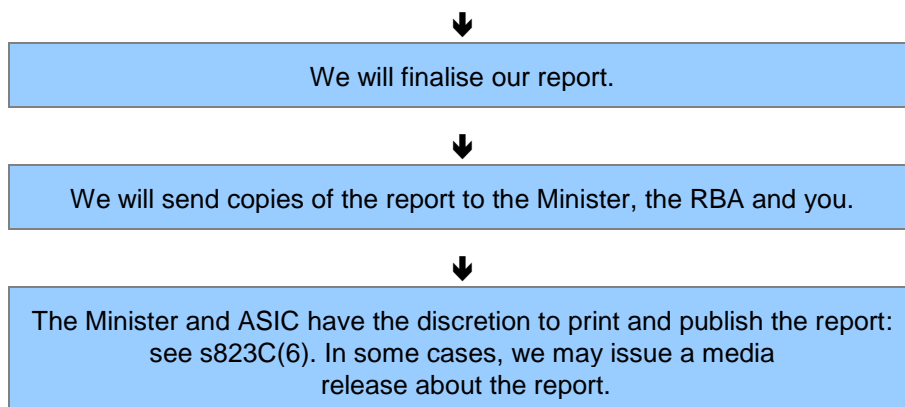 We will finalise our report.
We will send copies of the report to the Minister, the RBA and you.
The Minister and ASIC have the discretion to print and publish the report:
see s823C(6). In some cases, we may issue a media
release about the report.